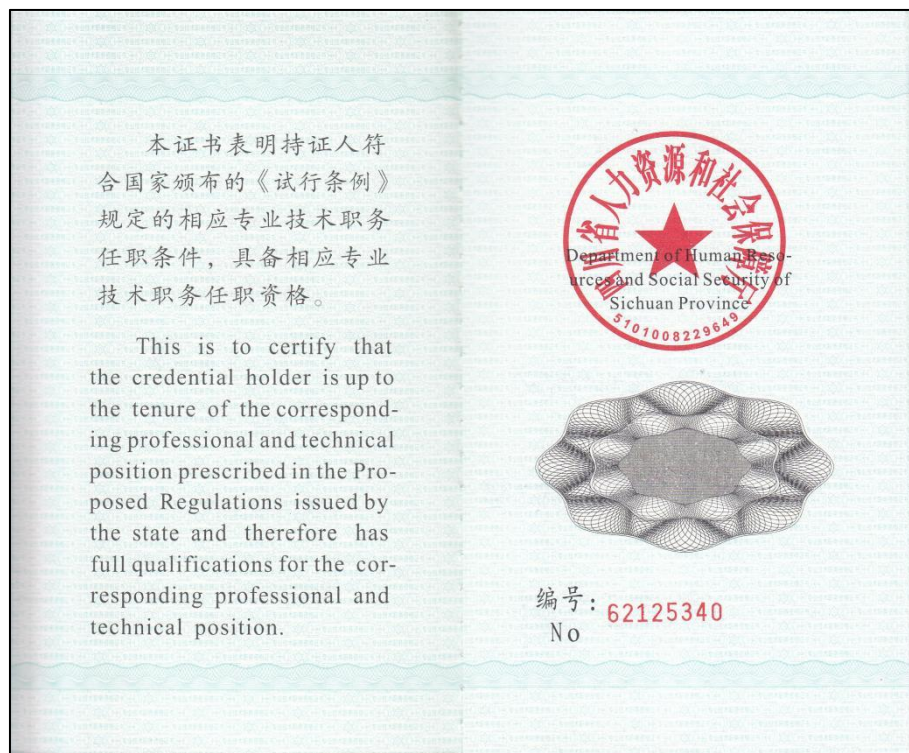 本证书表明持证人符
合国家颁布的《试行条例》
规定的相应专业技术职务
任职条件，具备相应专业
技术职务任职资格。
This is to certify that
the credential holder is up to
the tenure of the correspond-
ing professional and technical
position prescribed in the Pro-
posed Regulations issued by
the state and therefore has
full qualifications for the cor-
responding professional and
technical position.
四川省人力资源和社会保障厅
Department of Human Reso-
urces and Social Security of
Sichuan Province
5101008229649
编号：62125340
No